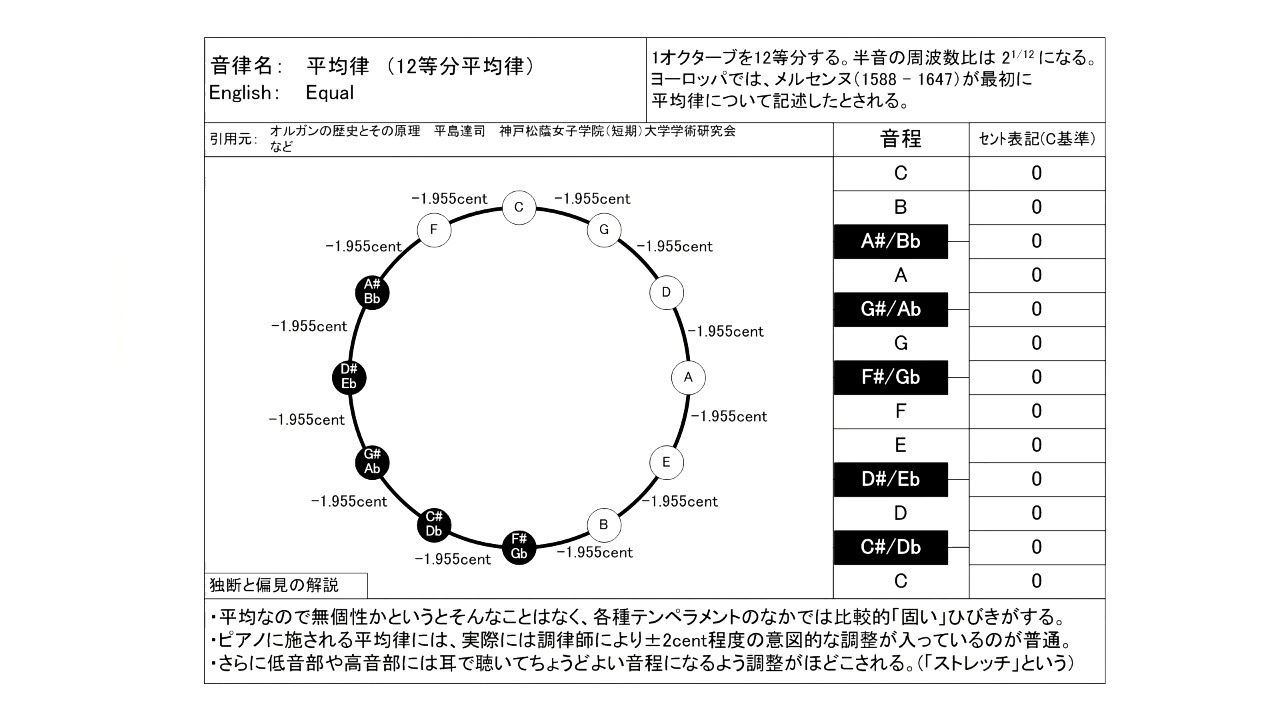 音律名： 平均律 （12等分平均律）
English： Equal
1オクターブを12等分する。半音の周波数比は 2^1/12 になる。
ヨーロッパでは、メルセンヌ（1588 － 1647）が最初に
平均律について記述したとされる。
引用元： オルガンの歴史とその原理 平島達司 神戸松蔭女子学院（短期）大学学術研究会
など
音程 セント表記（C基準）
C 0
B 0
A#/Bb 0
A 0
G#/Ab 0
G 0
F#/Gb 0
F 0
E 0
D#/Eb 0
D 0
C#/Db 0
C 0
-1.955cent C -1.955cent
F G
-1.955cent -1.955cent
A# Bb D
-1.955cent -1.955cent
D# Eb A
-1.955cent -1.955cent
G# Ab E
-1.955cent -1.955cent
C# Db B
-1.955cent F# Gb -1.955cent
独断と偏見の解説
・平均なので無個性かというとそんなことはなく、各種テンペラメントのなかでは比較的「固い」ひびきがする。
・ピアノに施される平均律には、実際には調律師により±2cent程度の意図的な調整が入っているのが普通。
・さらに低音部や高音部には耳で聴いてちょうどよい音程になるよう調整がほどこされる。（「ストレッチ」という）